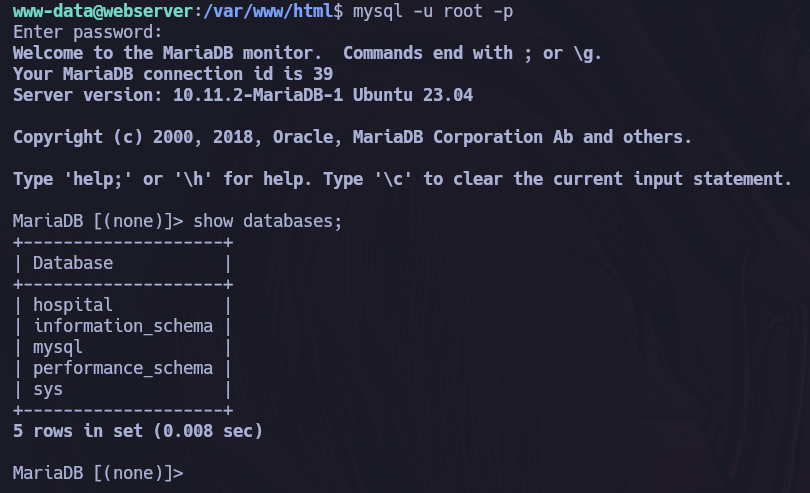 www-data@webserver:/var/www/html$ mysql -u root -p
Enter password:
Welcome to the MariaDB monitor.  Commands end with ; or \g.
Your MariaDB connection id is 39
Server version: 10.11.2-MariaDB-1 Ubuntu 23.04

Copyright (c) 2000, 2018, Oracle, MariaDB Corporation Ab and others.

Type 'help;' or '\h' for help. Type '\c' to clear the current input statement.

MariaDB [(none)]> show databases;
+--------------------+
| Database           |
+--------------------+
| hospital           |
| information_schema |
| mysql              |
| performance_schema |
| sys                |
+--------------------+
5 rows in set (0.008 sec)

MariaDB [(none)]>